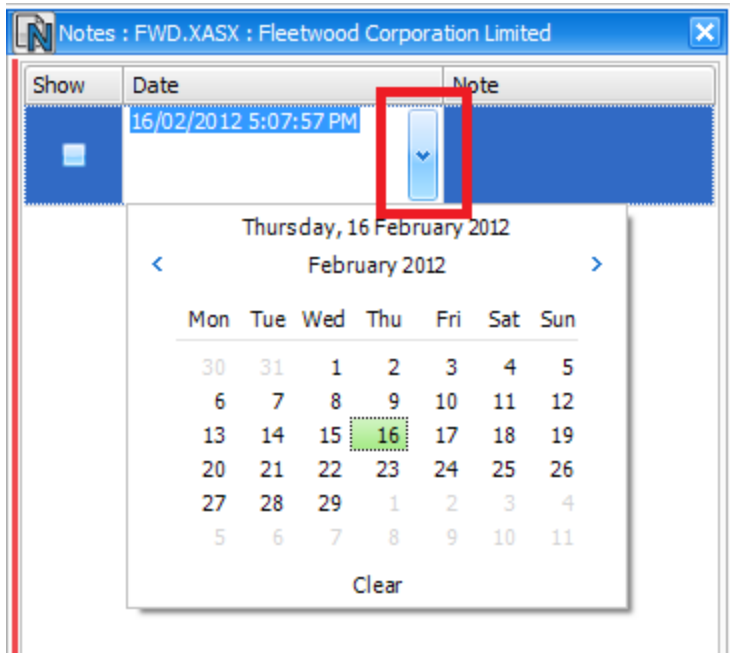 Notes : FWD.XASX : Fleetwood Corporation Limited
Show Date Note
16/02/2012 5:07:57 PM
Thursday, 16 February 2012
February 2012
Mon Tue Wed Thu Fri Sat Sun
30 31 1 2 3 4 5
6 7 8 9 10 11 12
13 14 15 16 17 18 19
20 21 22 23 24 25 26
27 28 29 1 2 3 4
5 6 7 8 9 10 11
Clear